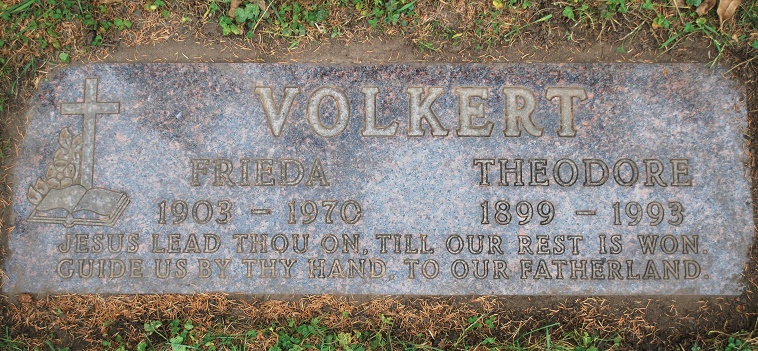 VOLKERT
FRIEDA THEODORE
1903 - 1970 1899 - 1993
JESUS LEAD THOU ON, TILL OUR REST IS WON.
GUIDE US BY THY HAND, TO OUR FATHERLAND.